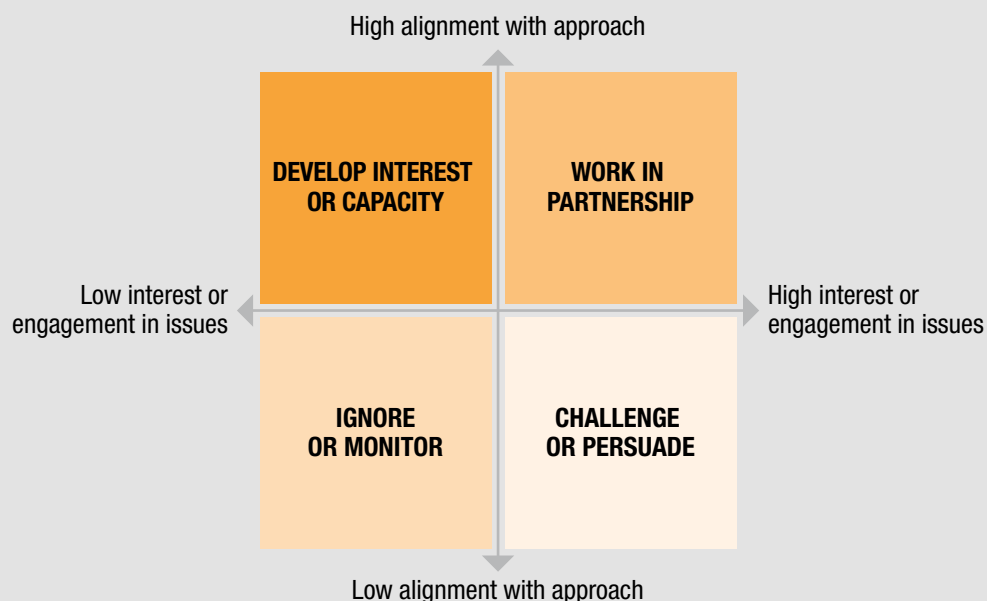 High alignment with approach
DEVELOP INTEREST
OR CAPACITY
WORK IN
PARTNERSHIP
Low interest or
engagement in issues
High interest or
engagement in issues
IGNORE
OR MONITOR
CHALLENGE
OR PERSUADE
Low alignment with approach